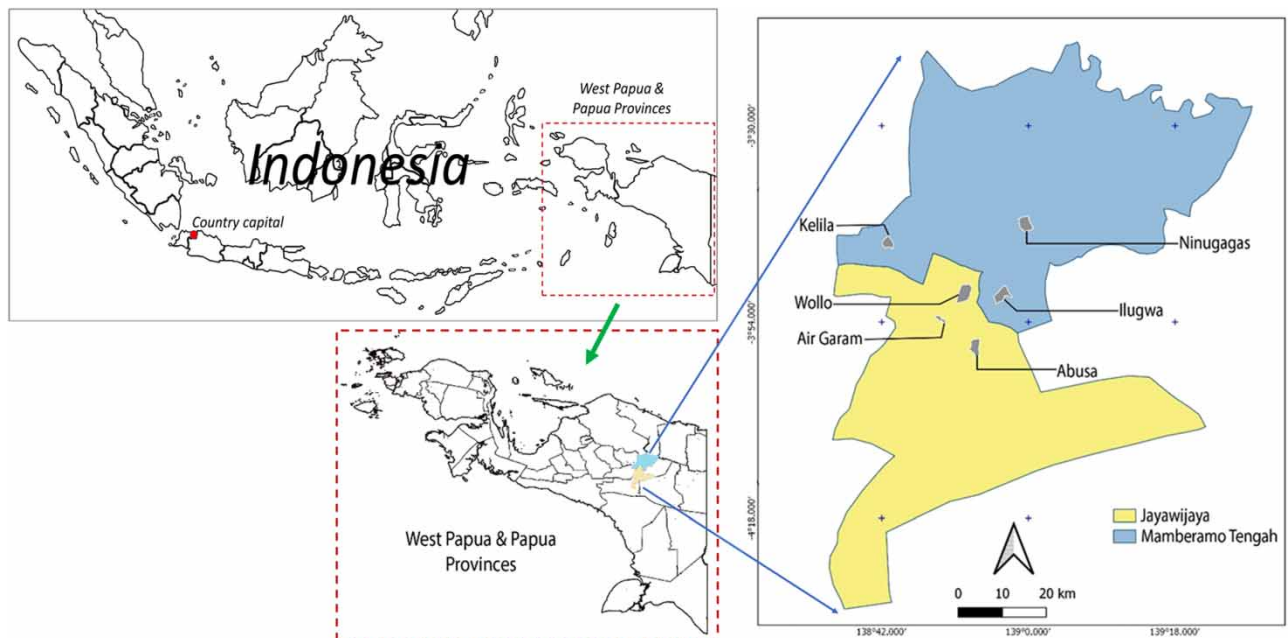 West Papua &
Papua Provinces
Indonesia
Country capital
West Papua & Papua
Provinces
-3°30.000'
-3°54.000'
-4°18.000'
Kelila
Ninugagas
Wollo
Ilugwa
Air Garam
Abusa
Jayawijaya
Mamberamo Tengah
0 10 20 km
138°42.000' 139°0.000' 139°18.000'